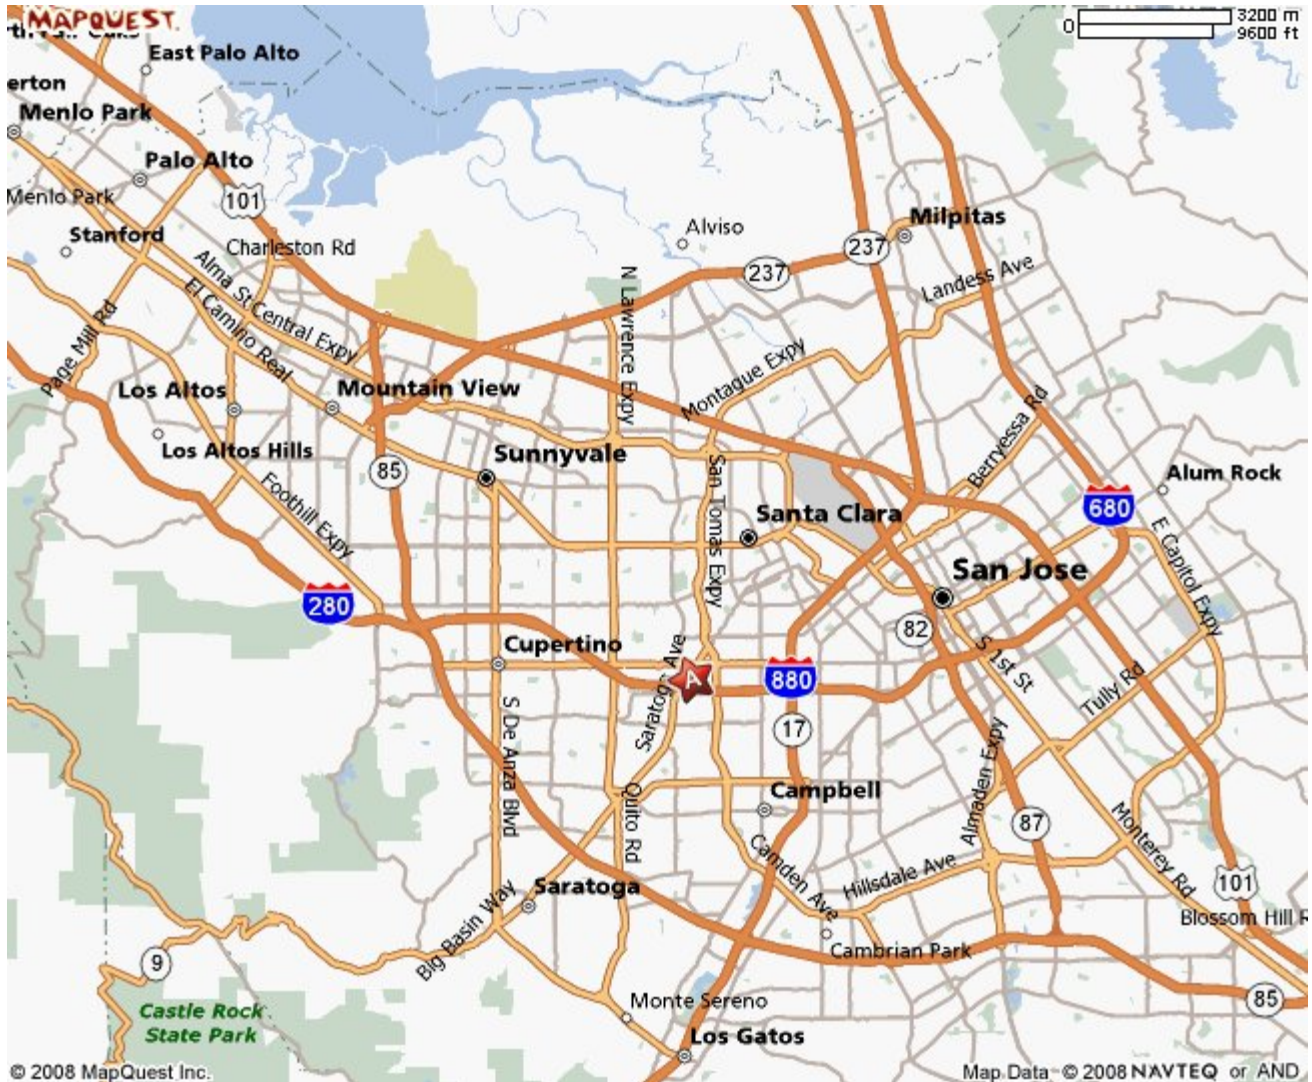 MAPQUEST.
3200 m
0
9600 ft
East Palo Alto
erton
Menlo Park
Palo Alto
Menlo Park
101
Stanford
Charleston Rd
Alviso
Milpitas
237
237
Landess Ave
Alma St
Central Expy
El Camino Real
N Lawrence Expy
Page Mill Rd
Montague Expy
Los Altos
Mountain View
Los Altos Hills
Berryessa Rd
Sunnyvale
85
Alum Rock
Foothill Expy
San Tomas Expy
Santa Clara
680
E Capitol Expy
San Jose
280
82
Cupertino
S 1st St
Saratoga Ave
A
880
Tully Rd
S De Anza Blvd
17
Almaden Expy
Campbell
Quito Rd
87
Monterey Rd
Camden Ave
Hillsdale Ave
Saratoga
101
Big Basin Way
Blossom Hill R
Cambrian Park
9
Monte Sereno
85
Castle Rock
State Park
Los Gatos
© 2008 MapQuest Inc.
Map Data © 2008 NAVTEQ or AND